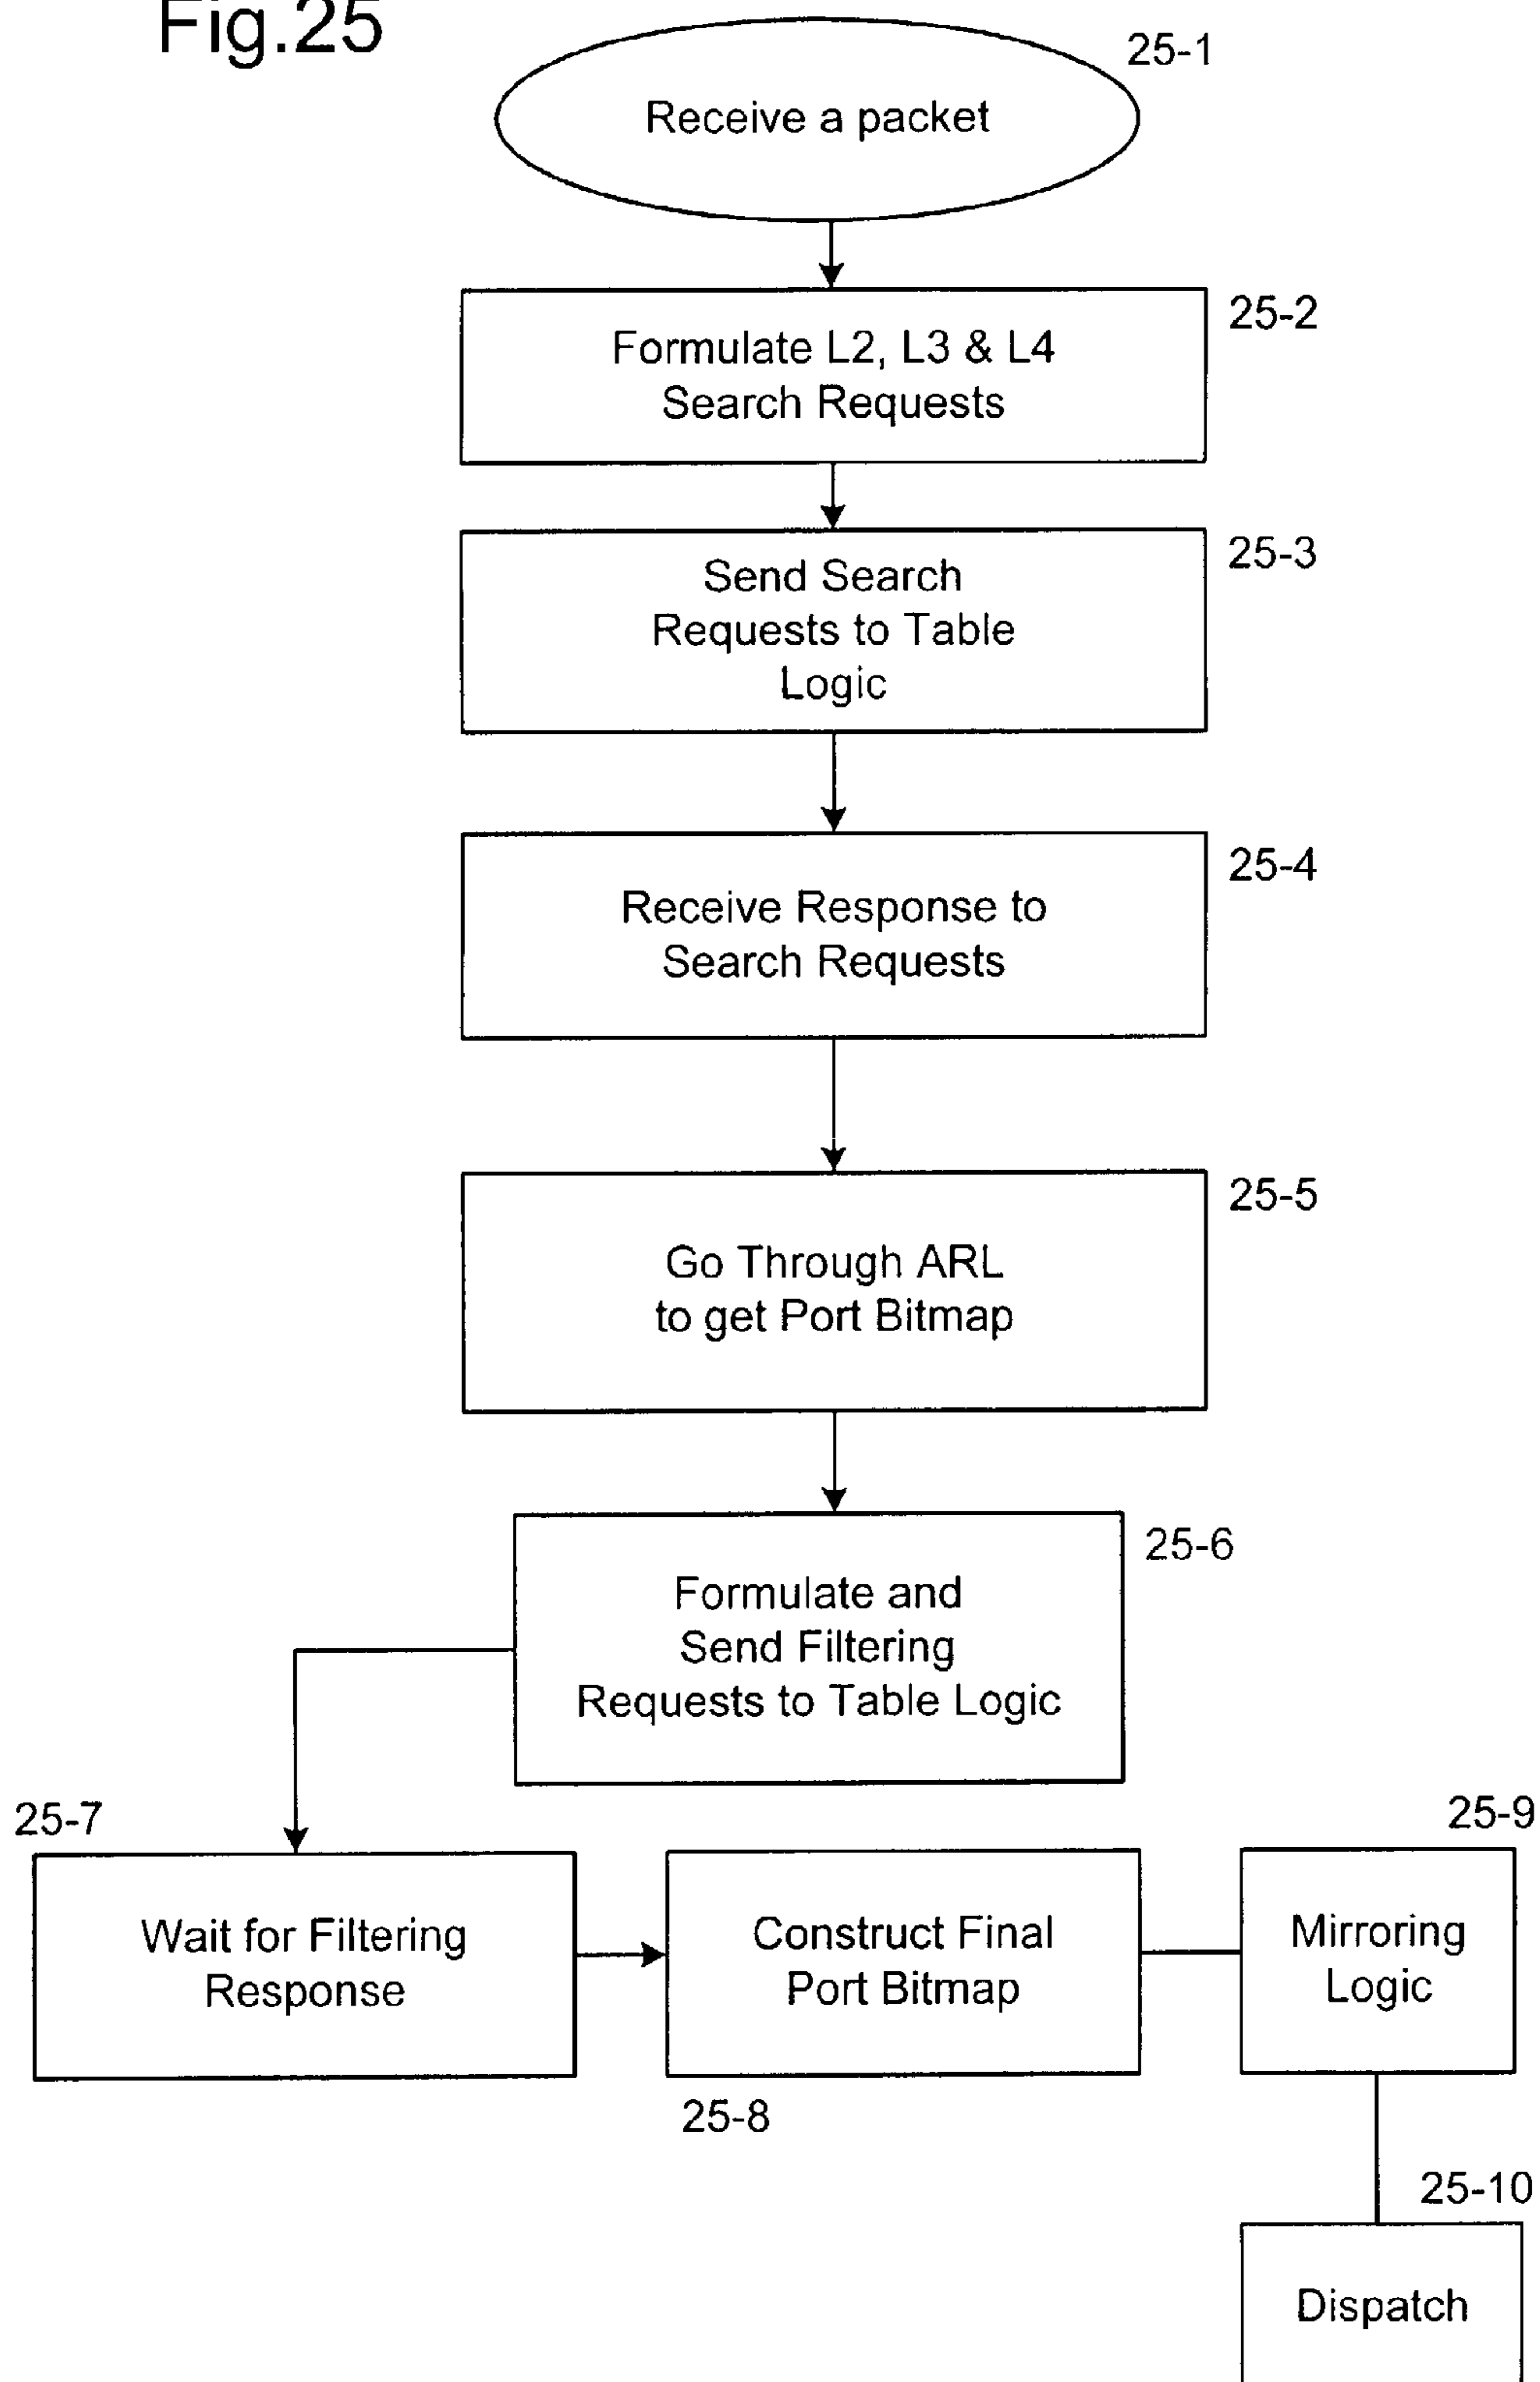 Fig.25
25-1
Receive a packet
25-2
Formulate L2, L3 & L4
Search Requests
25-3
Send Search
Requests to Table
Logic
25-4
Receive Response to
Search Requests
25-5
Go Through ARL
to get Port Bitmap
25-6
Formulate and
Send Filtering
Requests to Table Logic
25-7
Wait for Filtering
Response
25-8
Construct Final
Port Bitmap
25-9
Mirroring
Logic
25-10
Dispatch